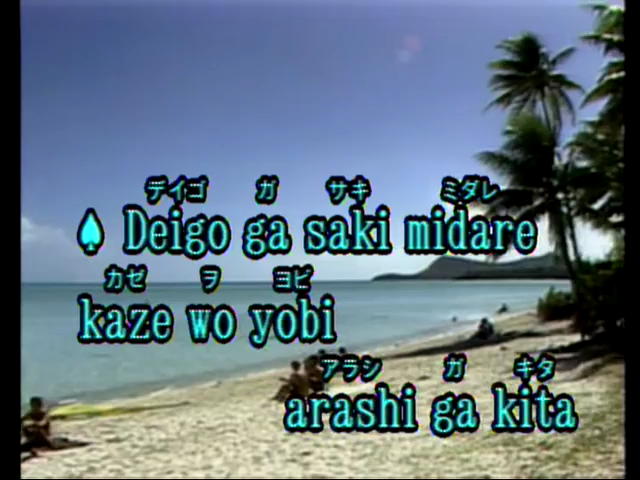 デイゴ ガ サキ ミダレ
♠ Deigo ga saki midare
カゼ ヲ ヨビ
kaze wo yobi
アラシ ガ キタ
arashi ga kita